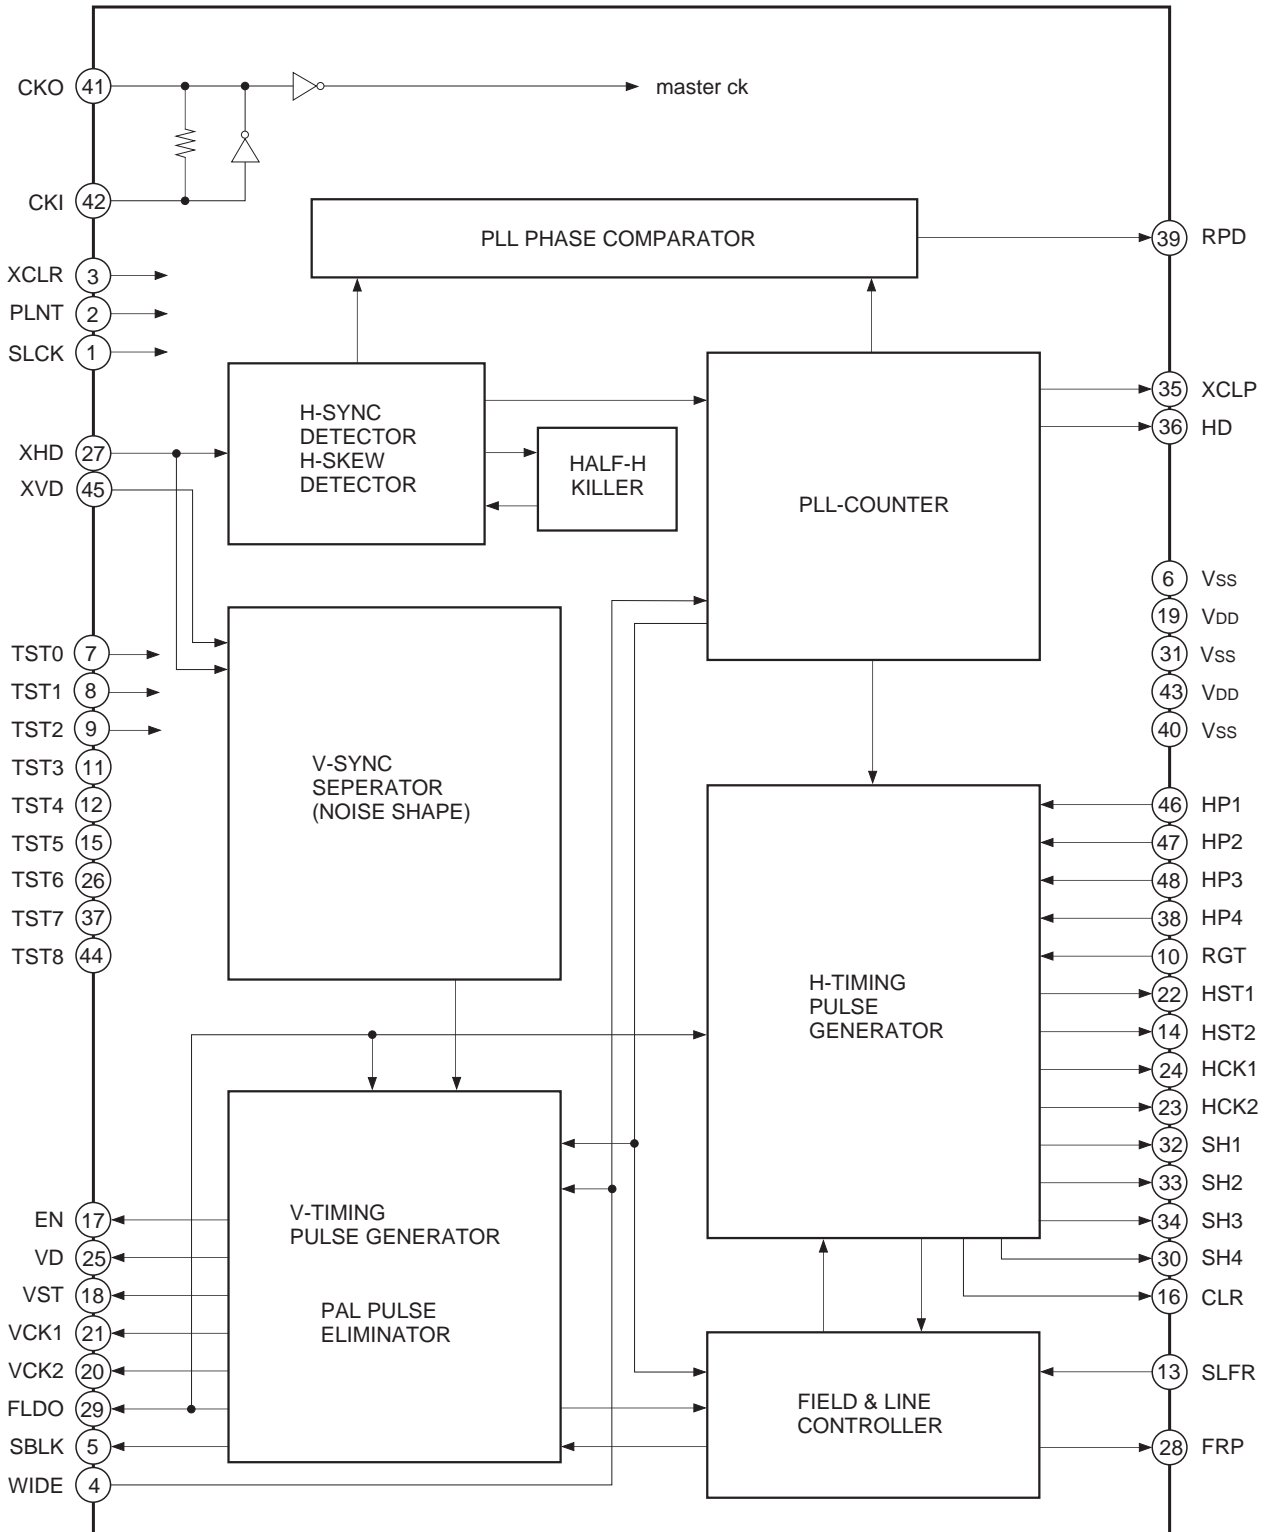 CKO 41 master ck
CKI 42
PLL PHASE COMPARATOR
39 RPD
XCLR 3
PLNT 2
SLCK 1
H-SYNC
DETECTOR
H-SKEW
DETECTOR
35 XCLP
36 HD
XHD 27
XVD 45
HALF-H
KILLER
PLL-COUNTER
6 VSS
19 VDD
31 VSS
43 VDD
40 VSS
TST0 7
TST1 8
TST2 9
TST3 11
TST4 12
TST5 15
TST6 26
TST7 37
TST8 44
V-SYNC
SEPERATOR
(NOISE SHAPE)
46 HP1
47 HP2
48 HP3
38 HP4
10 RGT
22 HST1
14 HST2
24 HCK1
23 HCK2
32 SH1
33 SH2
34 SH3
30 SH4
16 CLR
H-TIMING
PULSE
GENERATOR
EN 17
VD 25
VST 18
VCK1 21
VCK2 20
FLDO 29
SBLK 5
WIDE 4
V-TIMING
PULSE GENERATOR
PAL PULSE
ELIMINATOR
FIELD & LINE
CONTROLLER
13 SLFR
28 FRP